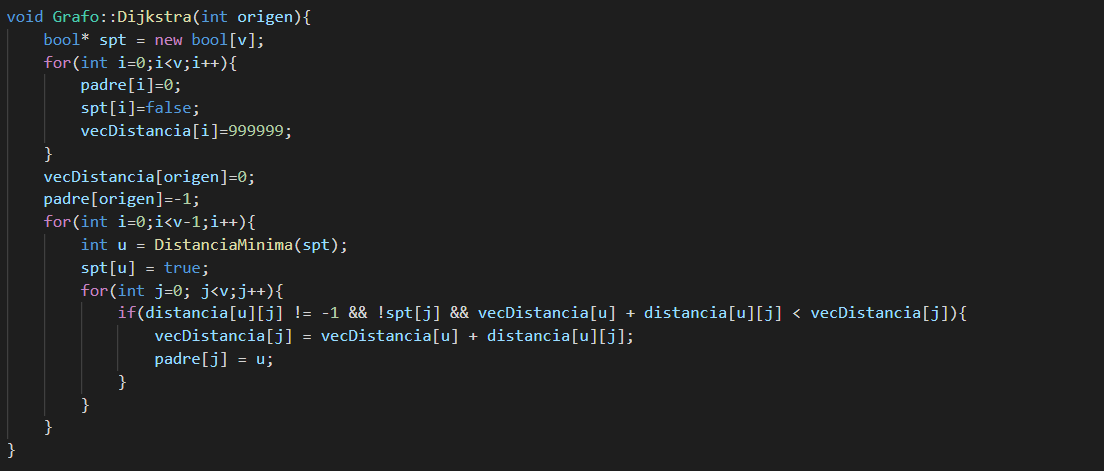 void Grafo::Dijkstra(int origen){
    bool* spt = new bool[v];
    for(int i=0;i<v;i++){
        padre[i]=0;
        spt[i]=false;
        vecDistancia[i]=999999;
    }
    vecDistancia[origen]=0;
    padre[origen]=-1;
    for(int i=0;i<v-1;i++){
        int u = DistanciaMinima(spt);
        spt[u] = true;
        for(int j=0; j<v;j++){
            if(distancia[u][j] != -1 && !spt[j] && vecDistancia[u] + distancia[u][j] < vecDistancia[j]){
                vecDistancia[j] = vecDistancia[u] + distancia[u][j];
                padre[j] = u;
            }
        }
    }
}